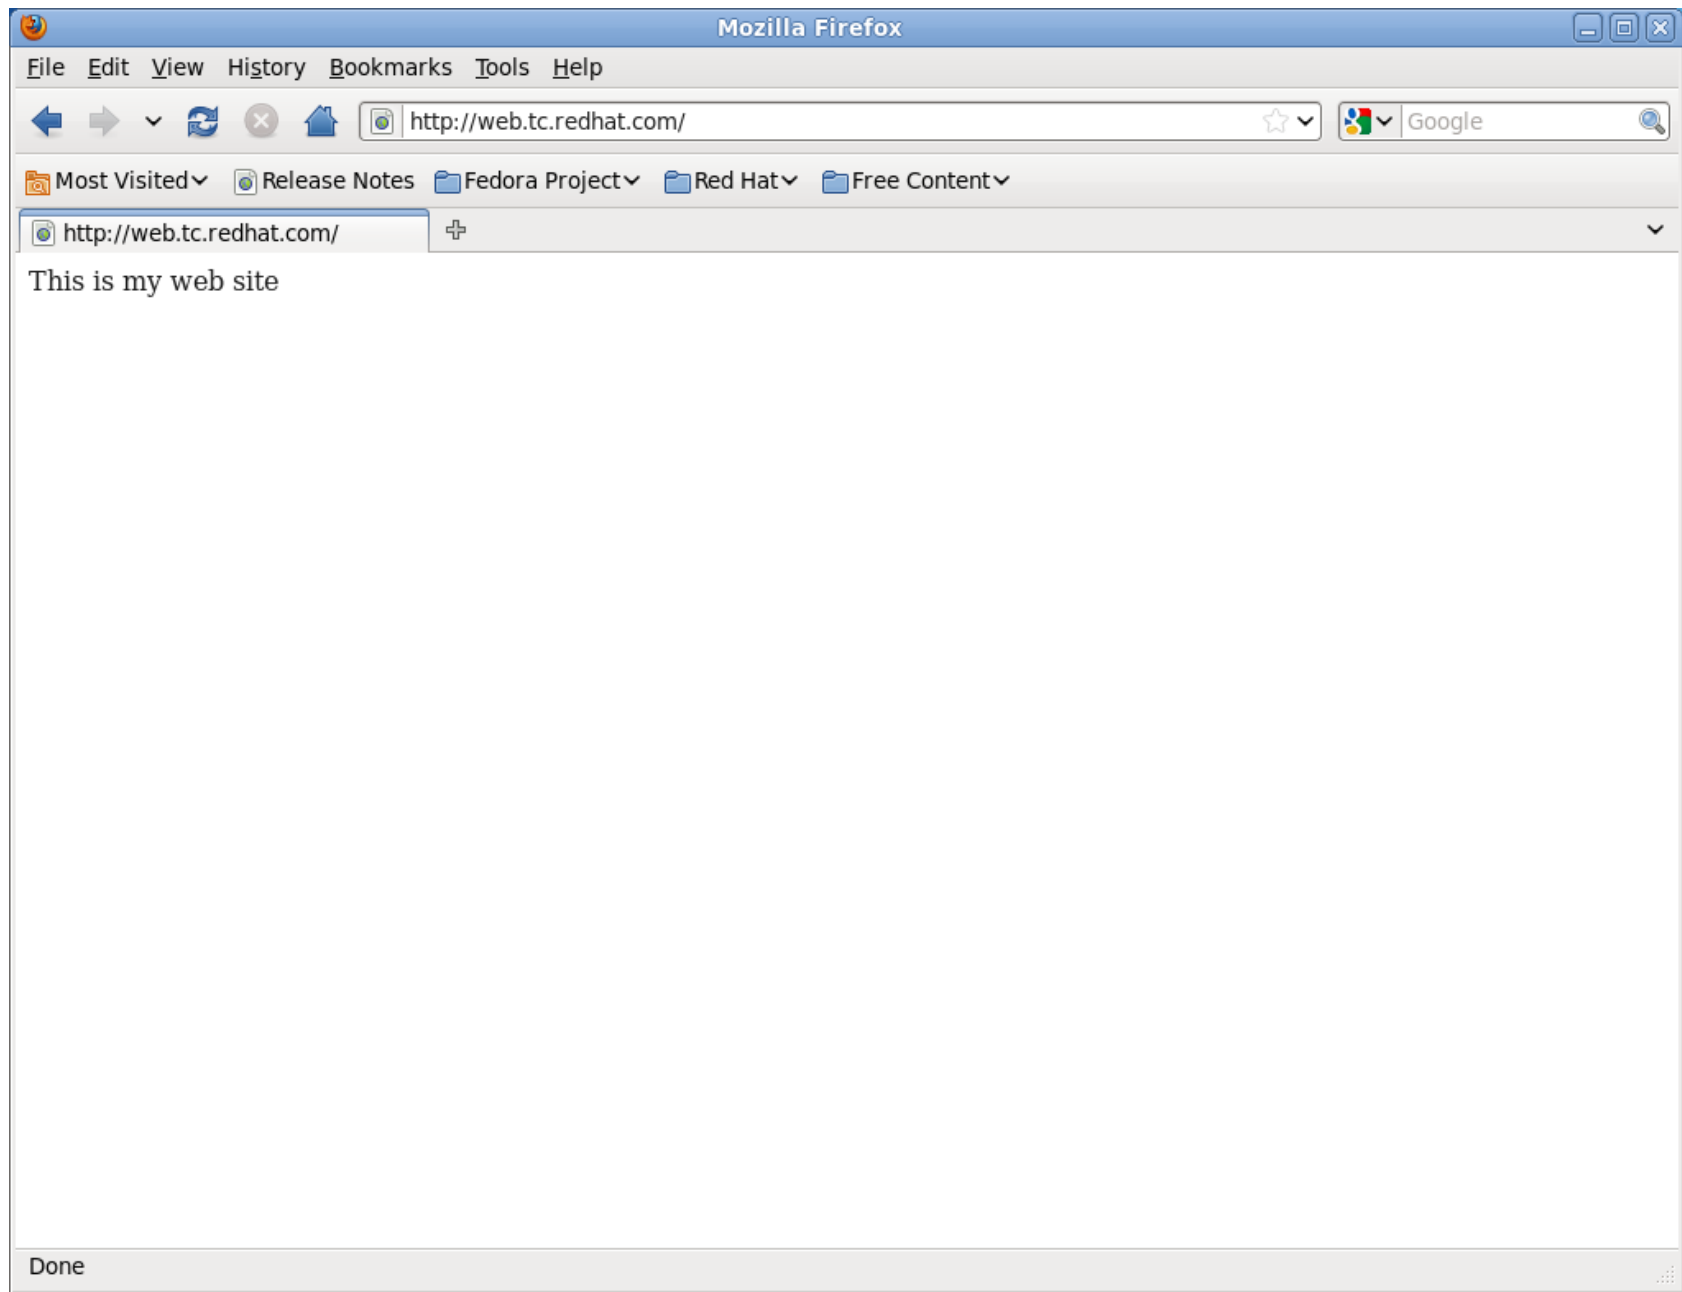 Mozilla Firefox
File Edit View History Bookmarks Tools Help
http://web.tc.redhat.com/ Google
Most Visited Release Notes Fedora Project Red Hat Free Content
http://web.tc.redhat.com/
This is my web site
Done